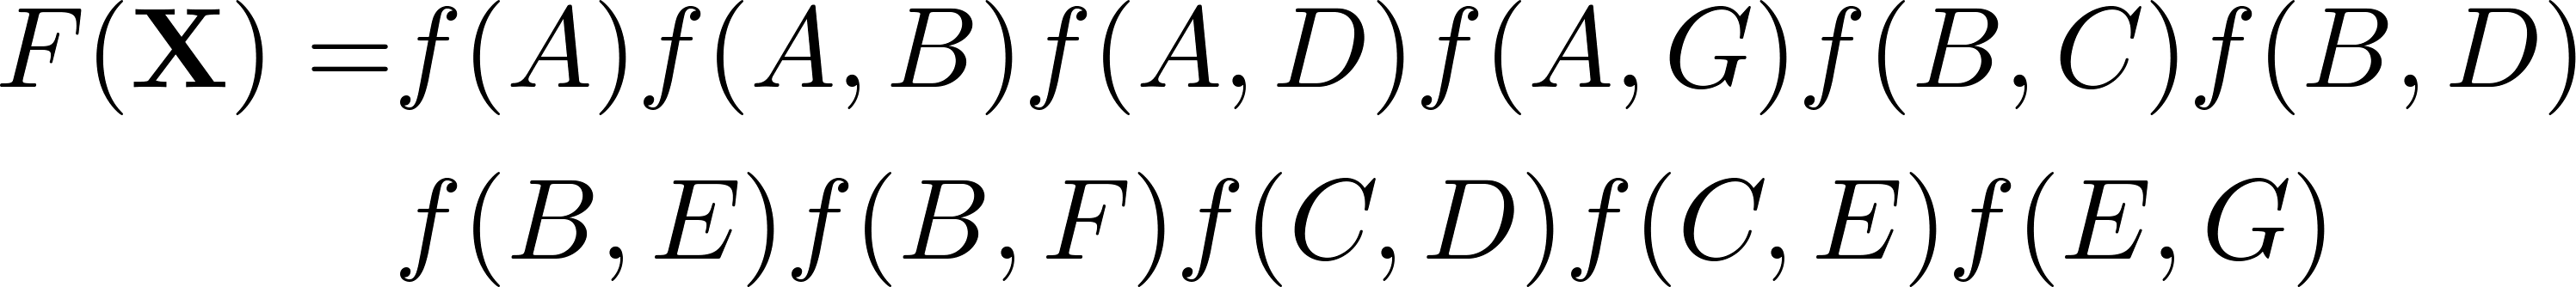 F(X) =f(A)f(A, B)f(A, D)f(A, G)f(B, C)f(B, D)
f(B, E)f(B, F)f(C, D)f(C, E)f(E, G)